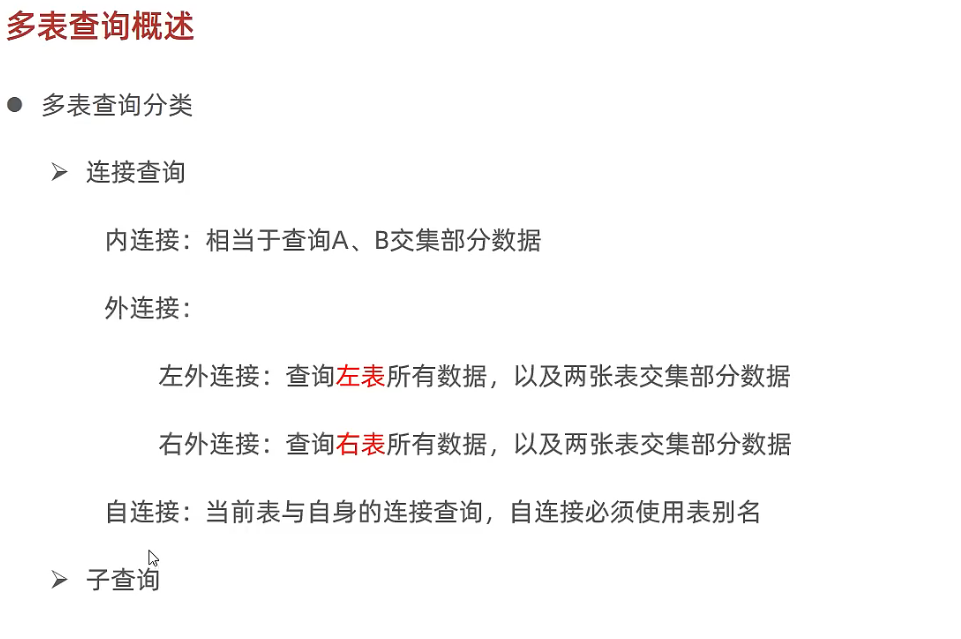 多表查询概述
● 多表查询分类
➢ 连接查询
内连接：相当于查询A、B交集部分数据
外连接：
左外连接：查询左表所有数据，以及两张表交集部分数据
右外连接：查询右表所有数据，以及两张表交集部分数据
自连接：当前表与自身的连接查询，自连接必须使用表别名
➢ 子查询